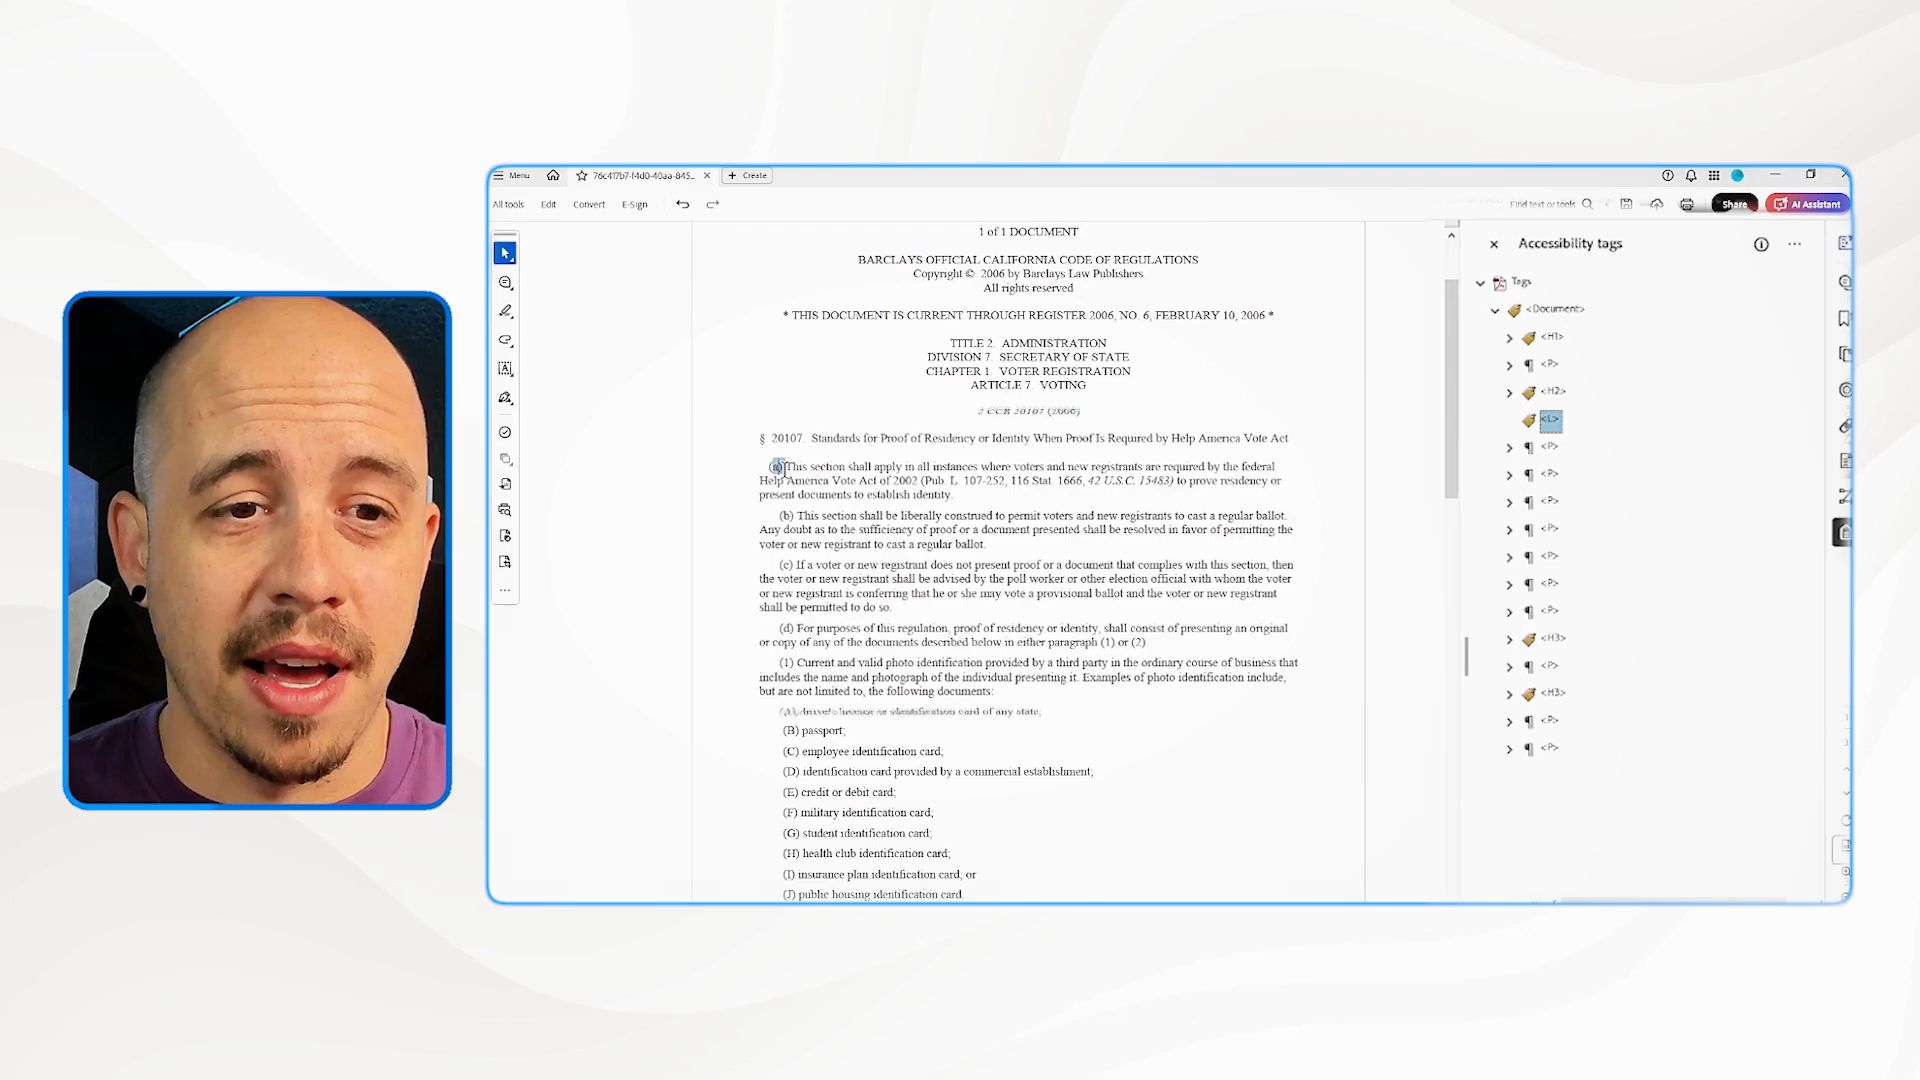 Menu
76c417b7-f4d0-40aa-845...
Create
All tools
Edit
Convert
E-Sign
Find text or tools
Share
AI Assistant
1 of 1 DOCUMENT
BARCLAYS OFFICIAL CALIFORNIA CODE OF REGULATIONS
Copyright © 2006 by Barclays Law Publishers
All rights reserved
* THIS DOCUMENT IS CURRENT THROUGH REGISTER 2006, NO. 6, FEBRUARY 10, 2006 *
TITLE 2. ADMINISTRATION
DIVISION 7. SECRETARY OF STATE
CHAPTER 1. VOTER REGISTRATION
ARTICLE 7. VOTING
2 CCR 20107 (2006)
§ 20107. Standards for Proof of Residency or Identity When Proof Is Required by Help America Vote Act
(a) This section shall apply in all instances where voters and new registrants are required by the federal
Help America Vote Act of 2002 (Pub. L. 107-252, 116 Stat. 1666, 42 U.S.C. 15483) to prove residency or
present documents to establish identity.
(b) This section shall be liberally construed to permit voters and new registrants to cast a regular ballot.
Any doubt as to the sufficiency of proof or a document presented shall be resolved in favor of permitting the
voter or new registrant to cast a regular ballot.
(c) If a voter or new registrant does not present proof or a document that complies with this section, then
the voter or new registrant shall be advised by the poll worker or other election official with whom the voter
or new registrant is conferring that he or she may vote a provisional ballot and the voter or new registrant
shall be permitted to do so.
(d) For purposes of this regulation, proof of residency or identity, shall consist of presenting an original
or copy of any of the documents described below in either paragraph (1) or (2)
(1) Current and valid photo identification provided by a third party in the ordinary course of business that
includes the name and photograph of the individual presenting it. Examples of photo identification include,
but are not limited to, the following documents:
(A) driver's license or identification card of any state;
(B) passport;
(C) employee identification card;
(D) identification card provided by a commercial establishment;
(E) credit or debit card;
(F) military identification card;
(G) student identification card;
(H) health club identification card;
(I) insurance plan identification card; or
(J) public housing identification card.
Accessibility tags
Tags
<Document>
<H1>
<P>
<H2>
<L>
<P>
<P>
<P>
<P>
<P>
<P>
<P>
<H3>
<P>
<H3>
<P>
<P>